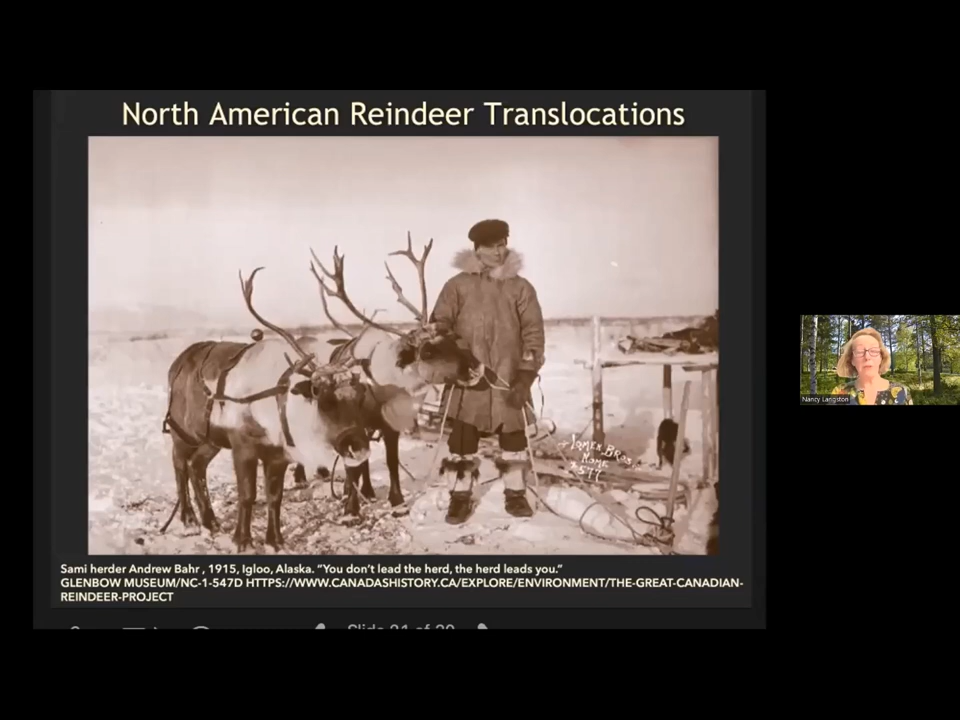 North American Reindeer Translocations
LOMEN BROS.
NOME
Sami herder Andrew Bahr , 1915, Igloo, Alaska. "You don't lead the herd, the herd leads you."
GLENBOW MUSEUM/NC-1-547D HTTPS://WWW.CANADASHISTORY.CA/EXPLORE/ENVIRONMENT/THE-GREAT-CANADIAN-
REINDEER-PROJECT
Nancy Langston